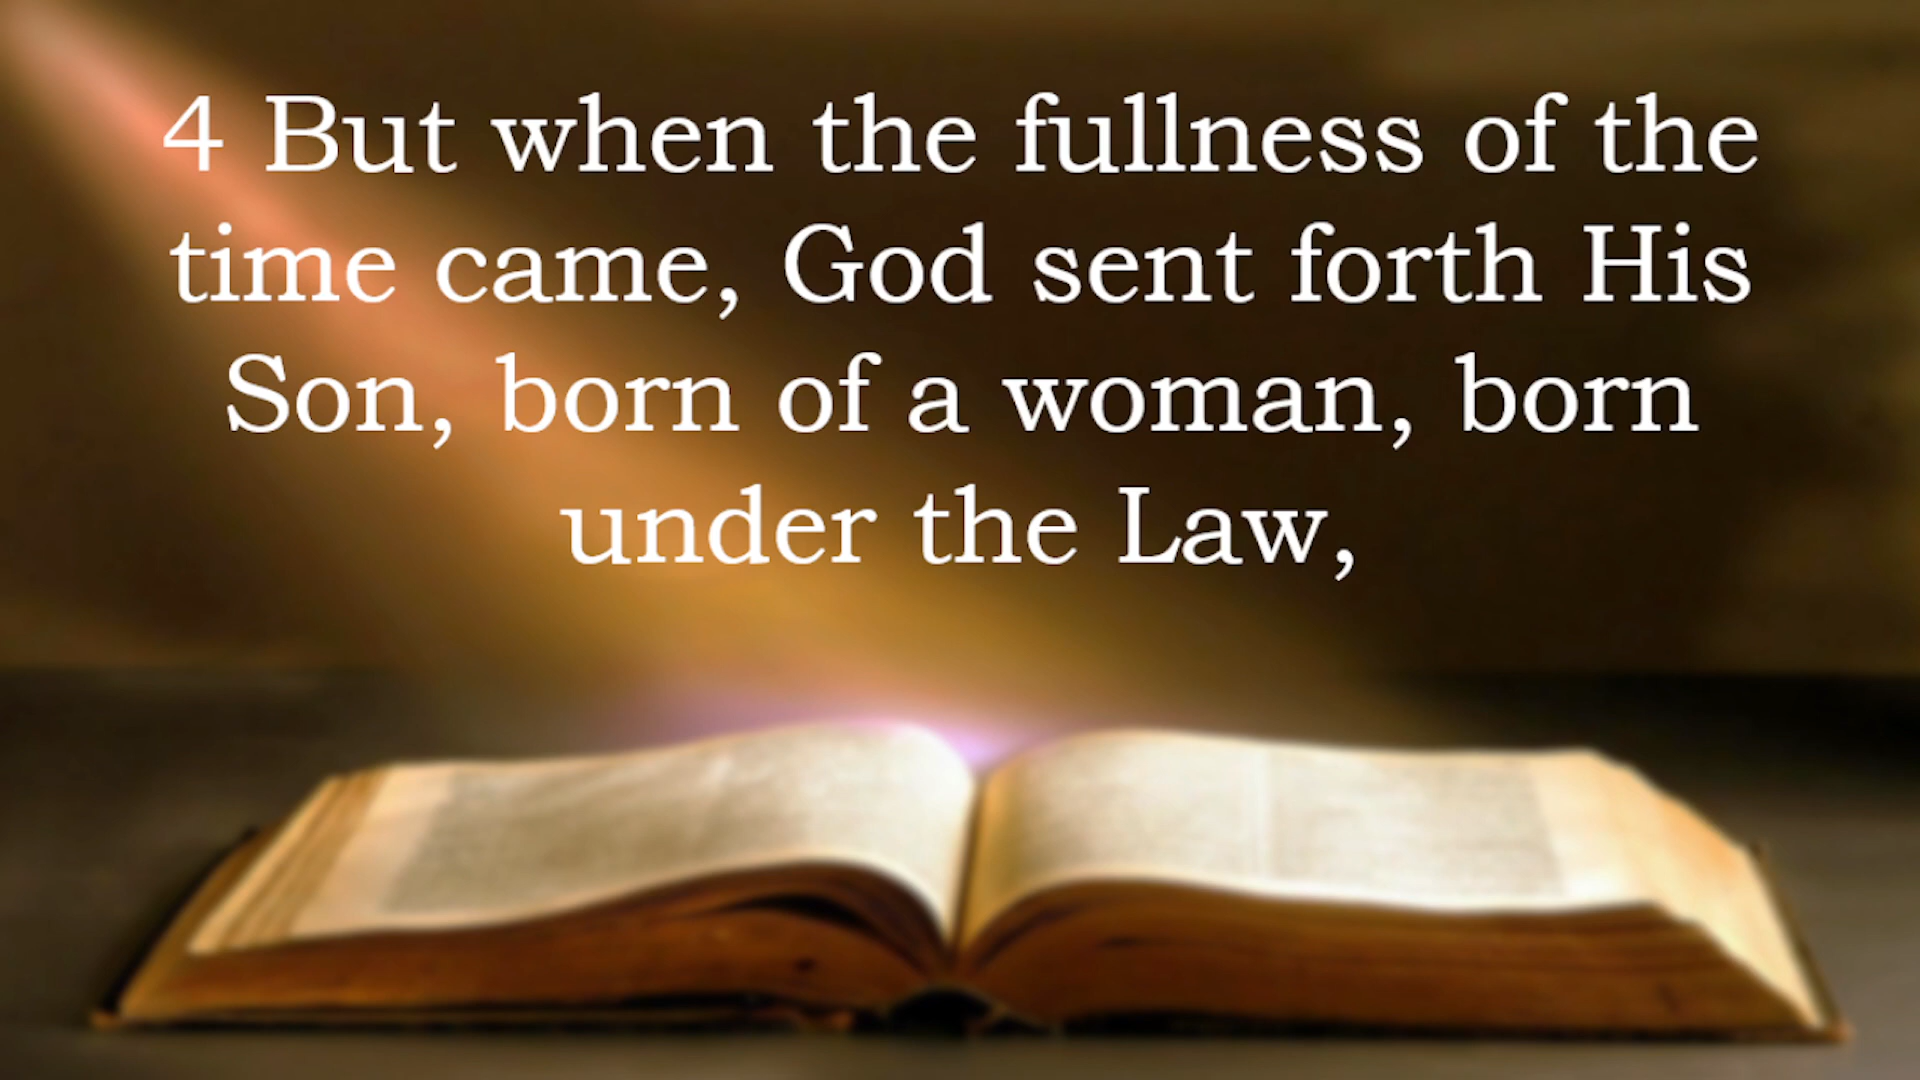 4 But when the fullness of the
time came, God sent forth His
Son, born of a woman, born
under the Law,